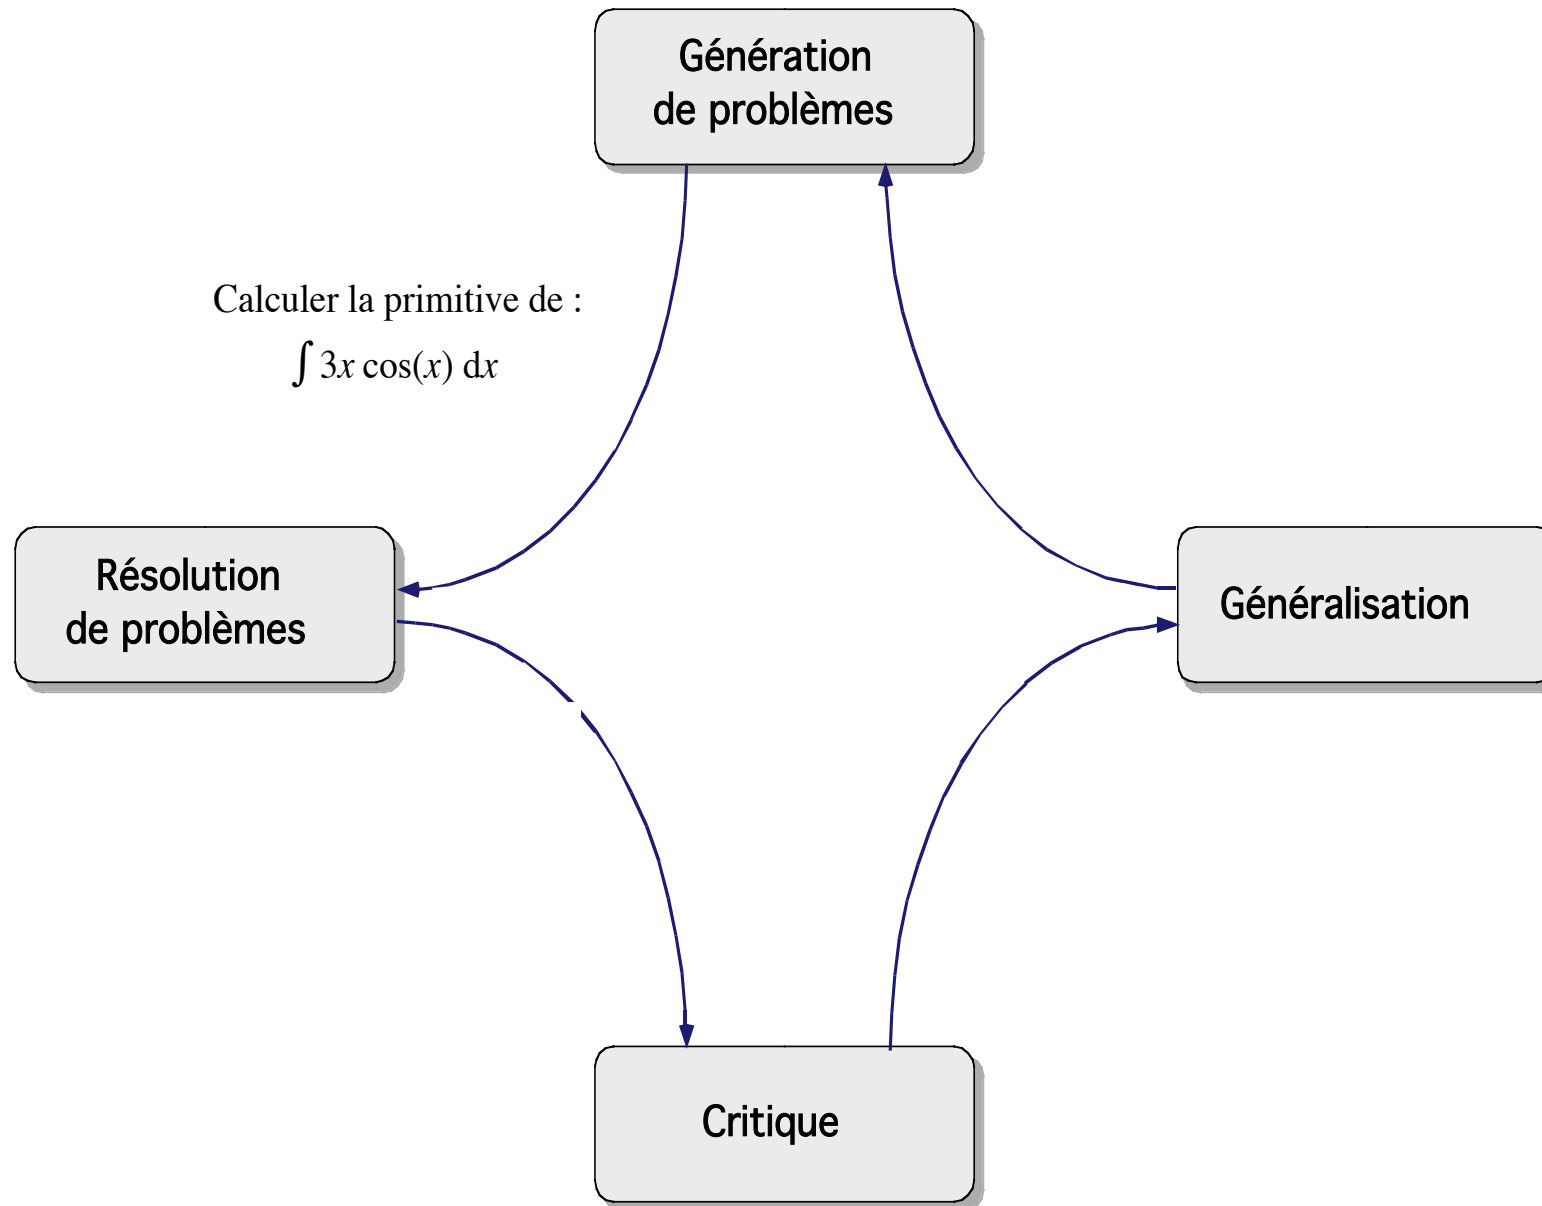 Génération
de problèmes
Calculer la primitive de :
∫ 3x cos(x) dx
Résolution
de problèmes
Généralisation
Critique